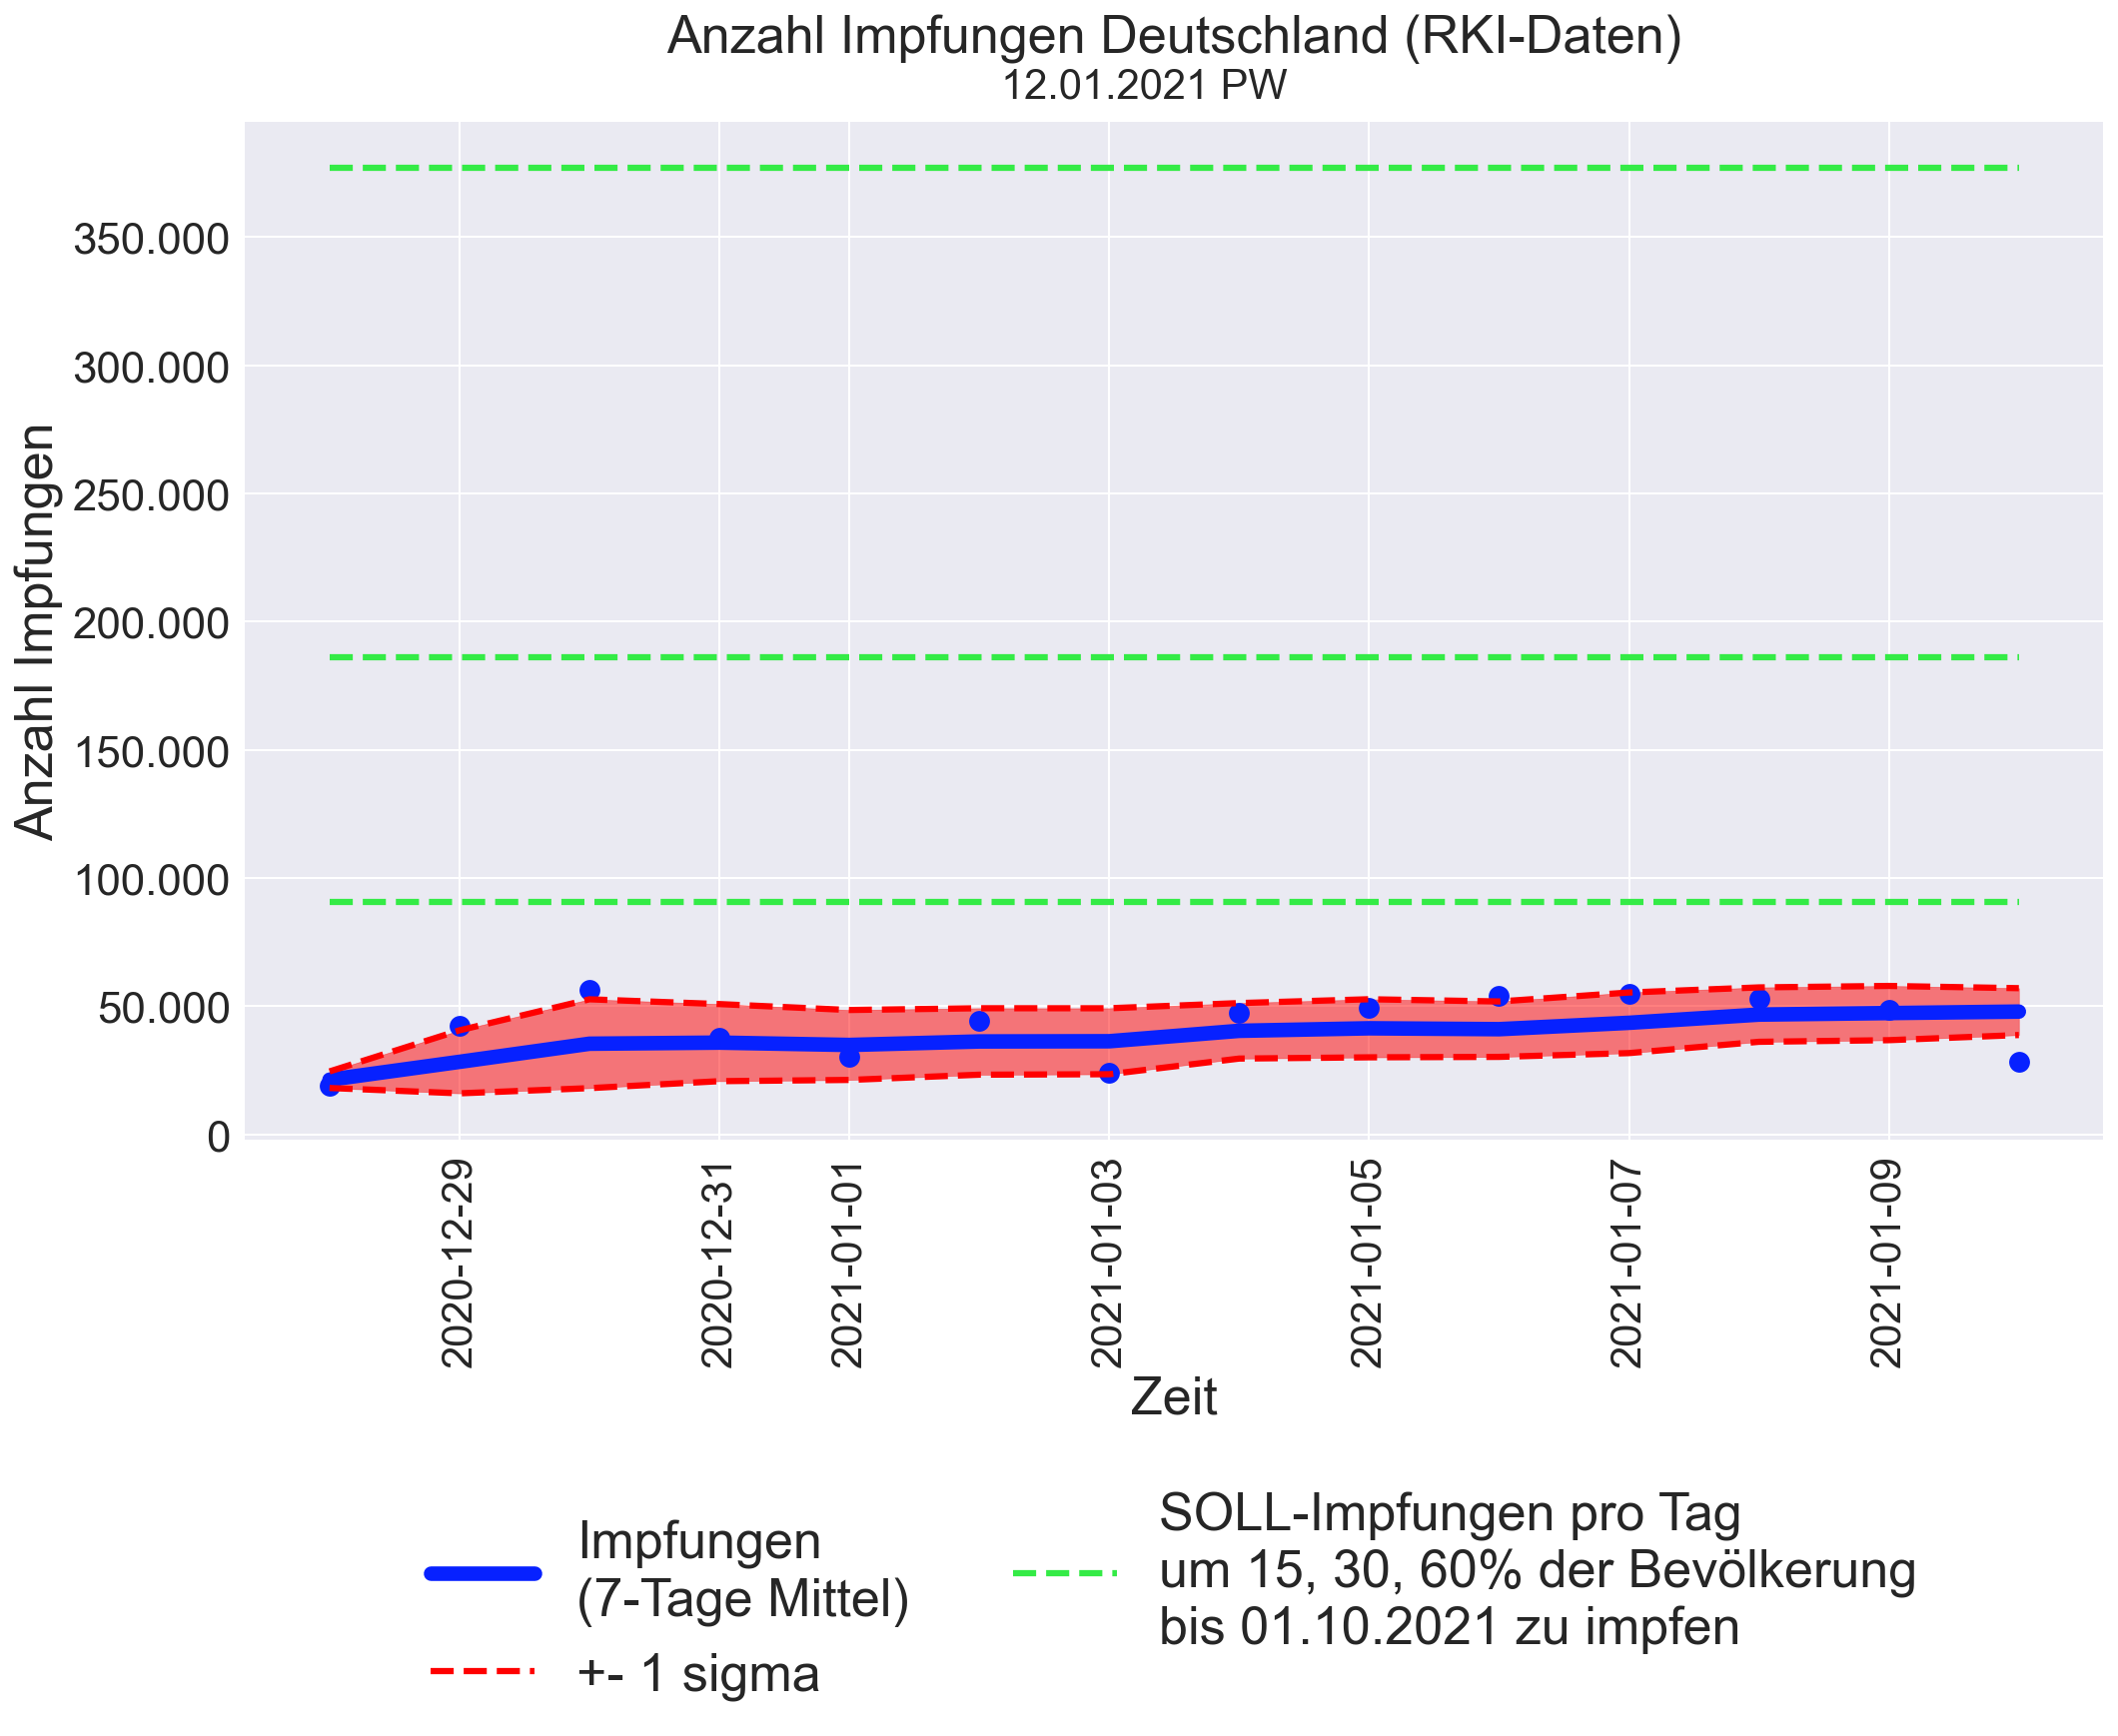 Anzahl Impfungen Deutschland (RKI-Daten)
12.01.2021 PW
Anzahl Impfungen
350.000
300.000
250.000
200.000
150.000
100.000
50.000
0
2020-12-29
2020-12-31
2021-01-01
2021-01-03
2021-01-05
2021-01-07
2021-01-09
Zeit
Impfungen
(7-Tage Mittel)
+- 1 sigma
SOLL-Impfungen pro Tag
um 15, 30, 60% der Bevölkerung
bis 01.10.2021 zu impfen